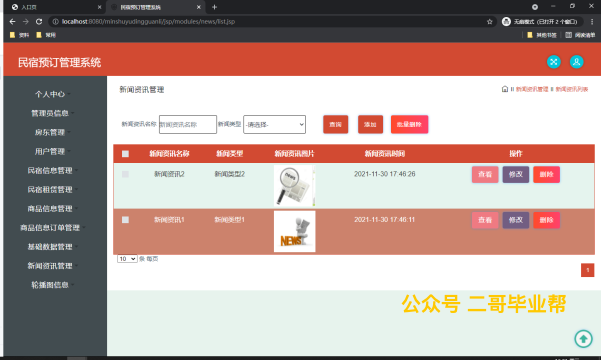 人口页
民宿预订管理系统
localhost:8080/minshuyudingguanli/jsp/modules/news/list.jsp
无痕模式 (已打开 2 个窗口)
资料
常用
其他书签
阅读清单
民宿预订管理系统
个人中心
管理员信息
房东管理
用户管理
民宿信息管理
民宿租赁管理
商品信息管理
商品信息订单管理
基础数据管理
新闻资讯管理
轮播图信息
新闻资讯管理
新闻资讯管理
新闻资讯列表
新闻资讯名称
新闻资讯名称
新闻类型
-请选择-
查询
添加
批量删除
新闻资讯名称 新闻类型 新闻资讯图片 新闻资讯时间 操作
新闻资讯2 新闻类型2 2021-11-30 17:46:26 查看 修改 删除
新闻资讯1 新闻类型1 NEWS 2021-11-30 17:46:11 查看 修改 删除
10 条 每页
1
公众号 二哥毕业帮